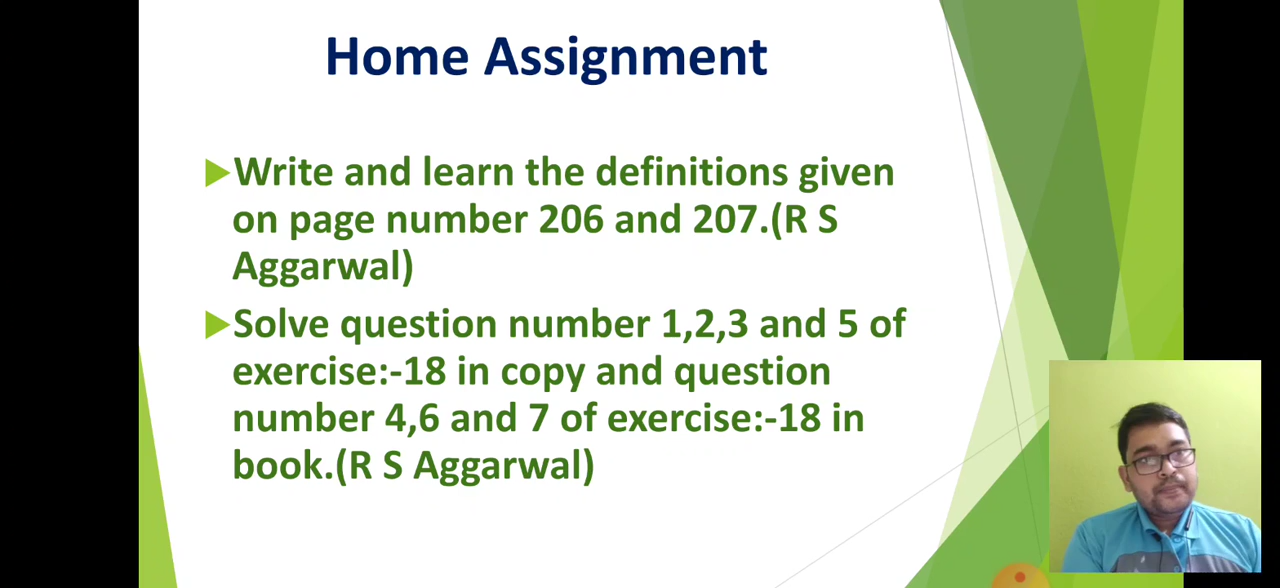 Home Assignment
Write and learn the definitions given
on page number 206 and 207.(R S
Aggarwal)
Solve question number 1,2,3 and 5 of
exercise:-18 in copy and question
number 4,6 and 7 of exercise:-18 in
book.(R S Aggarwal)